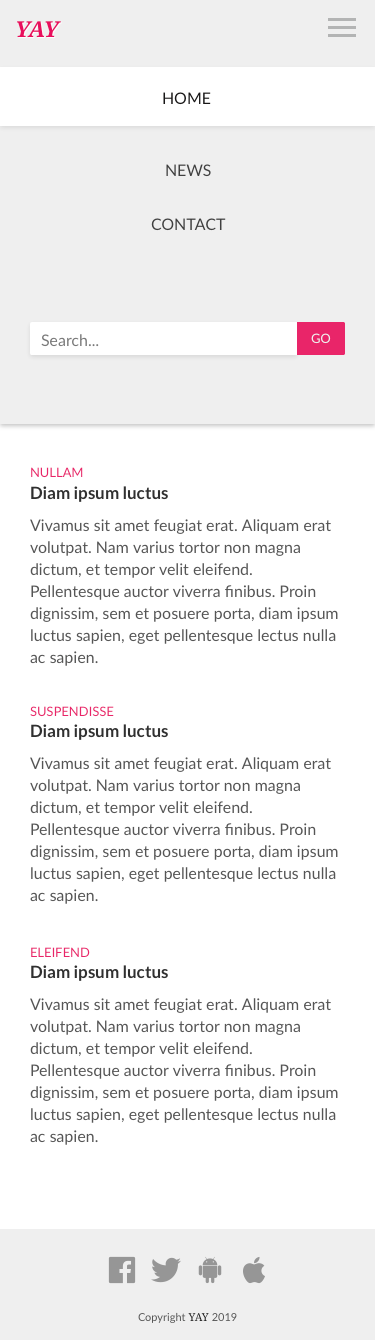 YAY
HOME
NEWS
CONTACT
Search...
GO
NULLAM
Diam ipsum luctus
Vivamus sit amet feugiat erat. Aliquam erat
volutpat. Nam varius tortor non magna
dictum, et tempor velit eleifend.
Pellentesque auctor viverra finibus. Proin
dignissim, sem et posuere porta, diam ipsum
luctus sapien, eget pellentesque lectus nulla
ac sapien.
SUSPENDISSE
Diam ipsum luctus
Vivamus sit amet feugiat erat. Aliquam erat
volutpat. Nam varius tortor non magna
dictum, et tempor velit eleifend.
Pellentesque auctor viverra finibus. Proin
dignissim, sem et posuere porta, diam ipsum
luctus sapien, eget pellentesque lectus nulla
ac sapien.
ELEIFEND
Diam ipsum luctus
Vivamus sit amet feugiat erat. Aliquam erat
volutpat. Nam varius tortor non magna
dictum, et tempor velit eleifend.
Pellentesque auctor viverra finibus. Proin
dignissim, sem et posuere porta, diam ipsum
luctus sapien, eget pellentesque lectus nulla
ac sapien.
Copyright YAY 2019